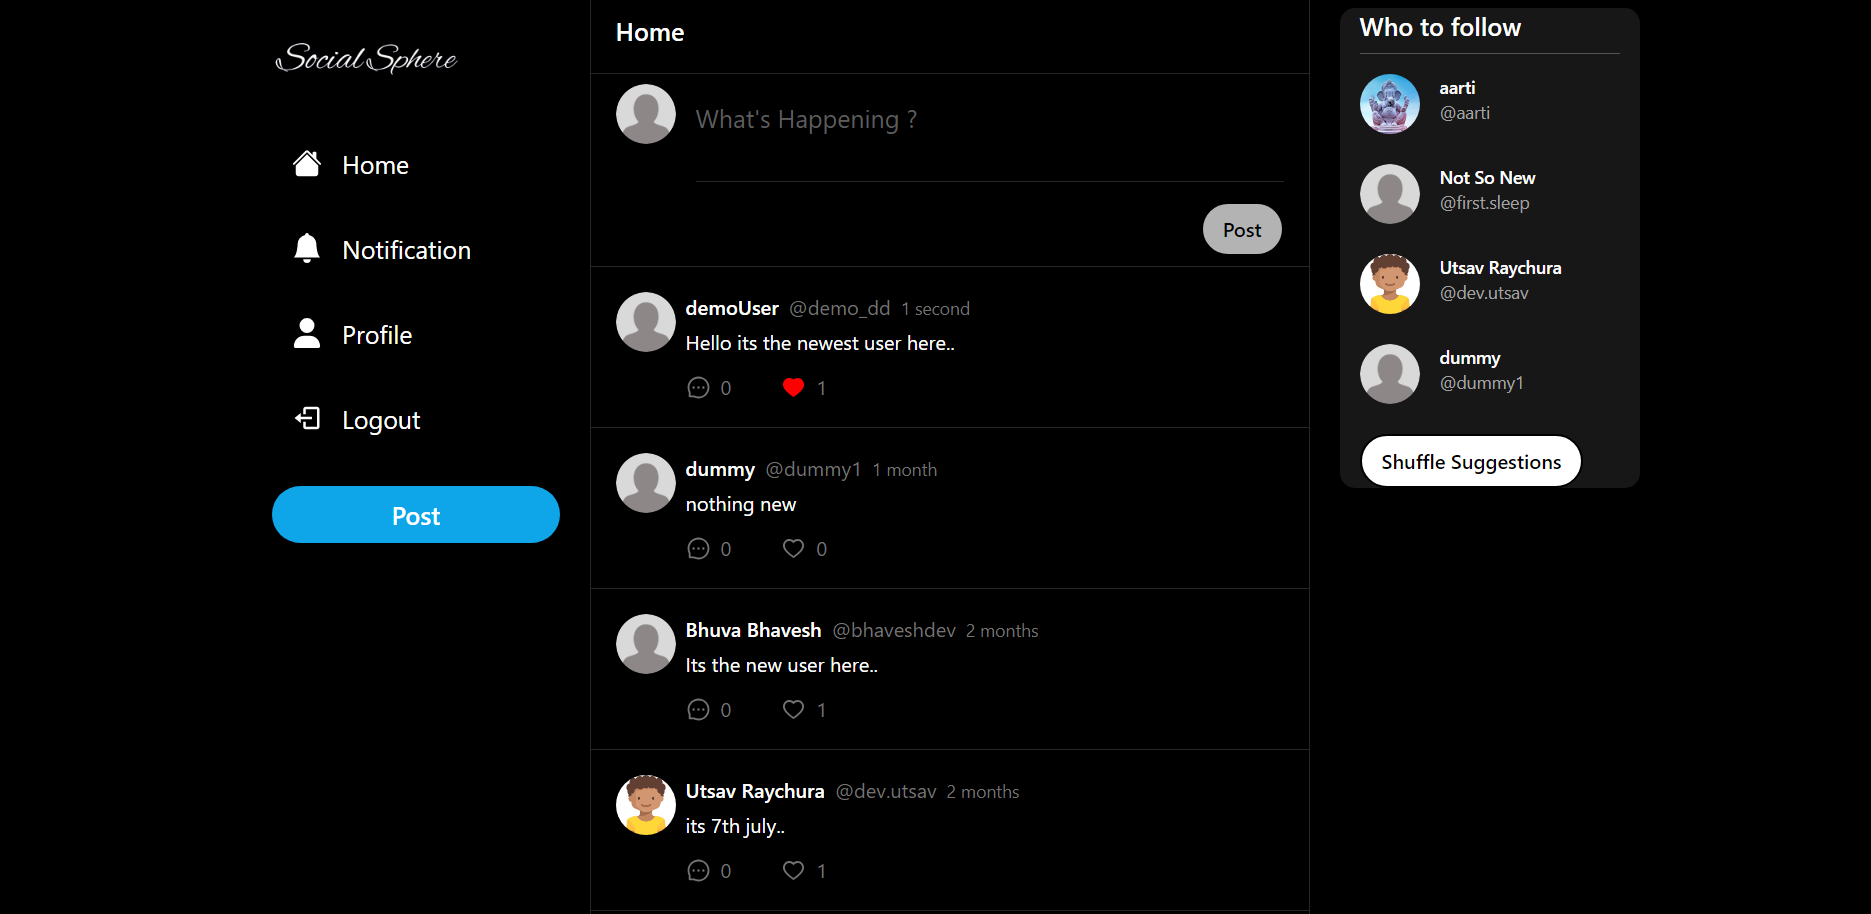 Social Sphere
Home
Notification
Profile
Logout
Post
Home
What's Happening ?
Post
demoUser @demo_dd 1 second
Hello its the newest user here..
0 1
dummy @dummy1 1 month
nothing new
0 0
Bhuva Bhavesh @bhaveshdev 2 months
Its the new user here..
0 1
Utsav Raychura @dev.utsav 2 months
its 7th july..
0 1
Who to follow
aarti
@aarti
Not So New
@first.sleep
Utsav Raychura
@dev.utsav
dummy
@dummy1
Shuffle Suggestions